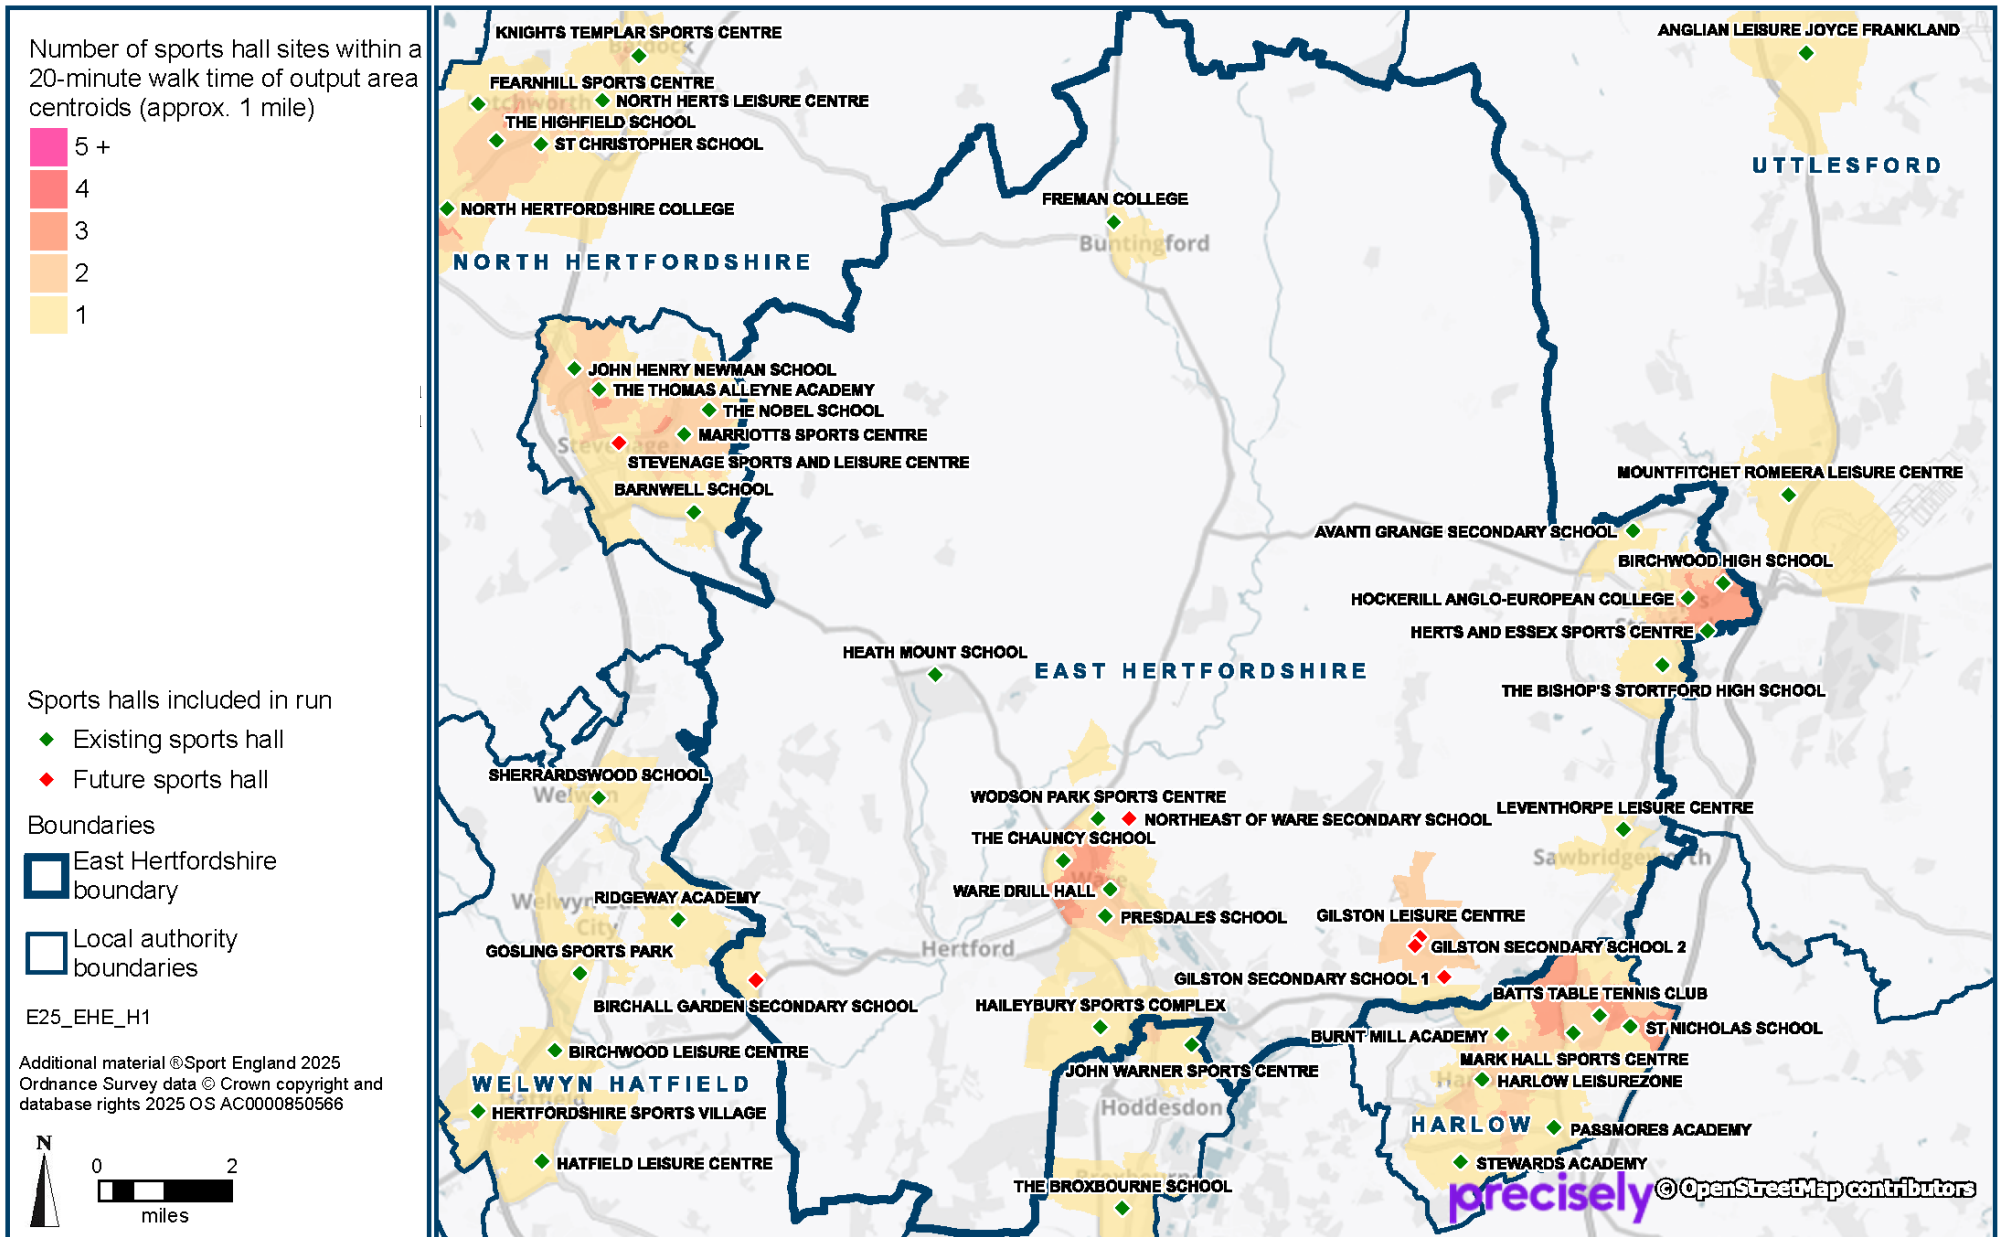 Number of sports hall sites within a
20-minute walk time of output area
centroids (approx. 1 mile)
5 +
4
3
2
1
Sports halls included in run
Existing sports hall
Future sports hall
Boundaries
East Hertfordshire
boundary
Local authority
boundaries
E25_EHE_H1
Additional material ®Sport England 2025
Ordnance Survey data © Crown copyright and
database rights 2025 OS AC0000850566
N
0 2
miles
KNIGHTS TEMPLAR SPORTS CENTRE
Baldock
ANGLIAN LEISURE JOYCE FRANKLAND
FEARNHILL SPORTS CENTRE
Letchworth
NORTH HERTS LEISURE CENTRE
THE HIGHFIELD SCHOOL
ST CHRISTOPHER SCHOOL
UTTLESFORD
FREMAN COLLEGE
NORTH HERTFORDSHIRE COLLEGE
Buntingford
NORTH HERTFORDSHIRE
JOHN HENRY NEWMAN SCHOOL
THE THOMAS ALLEYNE ACADEMY
THE NOBEL SCHOOL
MARRIOTTS SPORTS CENTRE
Stevenage
STEVENAGE SPORTS AND LEISURE CENTRE
MOUNTFITCHET ROMEERA LEISURE CENTRE
BARNWELL SCHOOL
AVANTI GRANGE SECONDARY SCHOOL
BIRCHWOOD HIGH SCHOOL
HOCKERILL ANGLO-EUROPEAN COLLEGE
HERTS AND ESSEX SPORTS CENTRE
HEATH MOUNT SCHOOL
EAST HERTFORDSHIRE
THE BISHOP'S STORTFORD HIGH SCHOOL
SHERRARDSWOOD SCHOOL
Welwyn
WODSON PARK SPORTS CENTRE
LEVENTHORPE LEISURE CENTRE
NORTHEAST OF WARE SECONDARY SCHOOL
THE CHAUNCY SCHOOL
Sawbridgeworth
Ware
WARE DRILL HALL
RIDGEWAY ACADEMY
Welwyn Garden
City
PRESDALES SCHOOL
GILSTON LEISURE CENTRE
Hertford
GILSTON SECONDARY SCHOOL 2
GOSLING SPORTS PARK
GILSTON SECONDARY SCHOOL 1
BATTS TABLE TENNIS CLUB
BIRCHALL GARDEN SECONDARY SCHOOL
HAILEYBURY SPORTS COMPLEX
ST NICHOLAS SCHOOL
BURNT MILL ACADEMY
BIRCHWOOD LEISURE CENTRE
MARK HALL SPORTS CENTRE
JOHN WARNER SPORTS CENTRE
WELWYN HATFIELD
HARLOW LEISUREZONE
Hatfield
Hoddesdon
HERTFORDSHIRE SPORTS VILLAGE
HARLOW
PASSMORES ACADEMY
HATFIELD LEISURE CENTRE
STEWARDS ACADEMY
Broxbourne
THE BROXBOURNE SCHOOL
precisely
© OpenStreetMap contributors